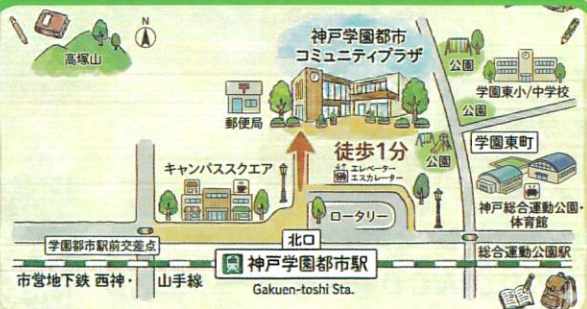 N
高塚山
神戸学園都市
コミュニティプラザ
公園
学園東小/中学校
郵便局
公園
徒歩1分
エレベーター
エスカレーター
公園
学園東町
キャンパススクエア
ロータリー
神戸総合運動公園・
体育館
学園都市駅前交差点
北口
総合運動公園駅
神戸学園都市駅
市営地下鉄 西神・山手線
Gakuen-toshi Sta.